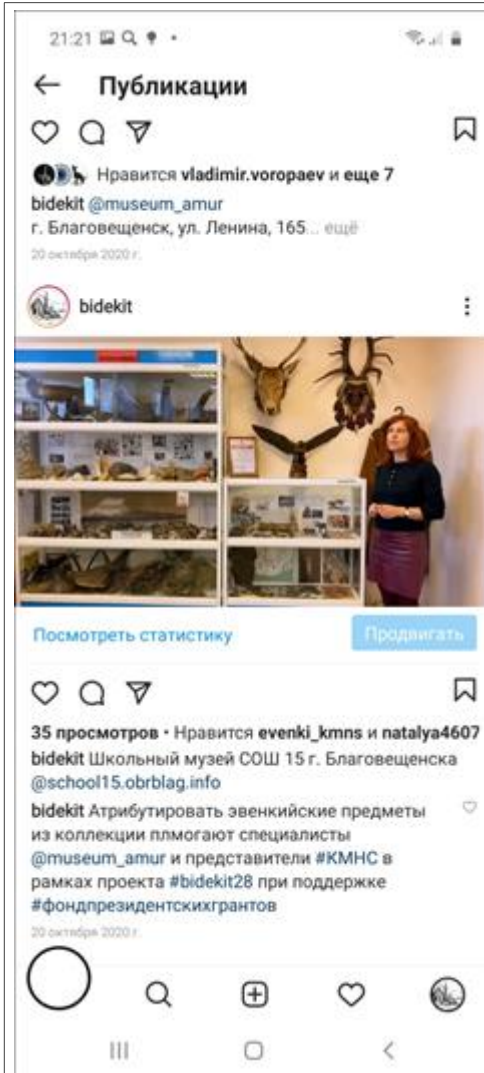 21:21
Публикации
Нравится vladimir.voropaev и еще 7
bidekit @museum_amur
г. Благовещенск, ул. Ленина, 165... ещё
20 октября 2020 г.
bidekit
Посмотреть статистику
Продвигать
35 просмотров • Нравится evenki_kmns и natalya4607
bidekit Школьный музей СОШ 15 г. Благовещенска
@school15.obrblag.info
bidekit Атрибутировать эвенкийские предметы
из коллекции плмогают специалисты
@museum_amur и представители #КМНС в
рамках проекта #bidekit28 при поддержке
#фондпрезидентскихгрантов
20 октября 2020 г.